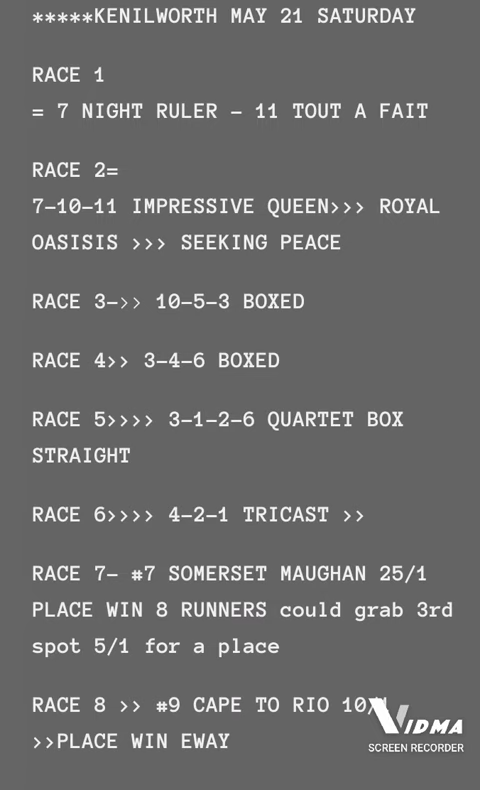 *****KENILWORTH MAY 21 SATURDAY
RACE 1
= 7 NIGHT RULER - 11 TOUT A FAIT
RACE 2=
7-10-11 IMPRESSIVE QUEEN>>> ROYAL
OASISIS >>> SEEKING PEACE
RACE 3->> 10-5-3 BOXED
RACE 4>> 3-4-6 BOXED
RACE 5>>>> 3-1-2-6 QUARTET BOX
STRAIGHT
RACE 6>>>> 4-2-1 TRICAST >>
RACE 7- #7 SOMERSET MAUGHAN 25/1
PLACE WIN 8 RUNNERS could grab 3rd
spot 5/1 for a place
RACE 8 >> #9 CAPE TO RIO
>>PLACE WIN EWAY
VIDMA
SCREEN RECORDER